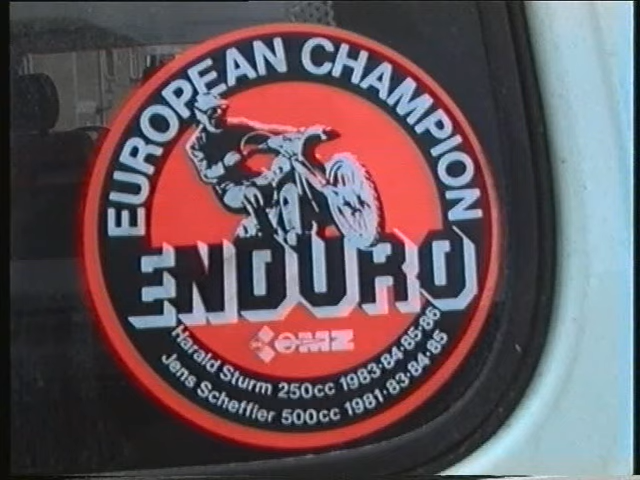 EUROPEAN CHAMPION
ENDURO
MZ
Harald Sturm 250cc 1983·84·85·86
Jens Scheffler 500cc 1981·83·84·85